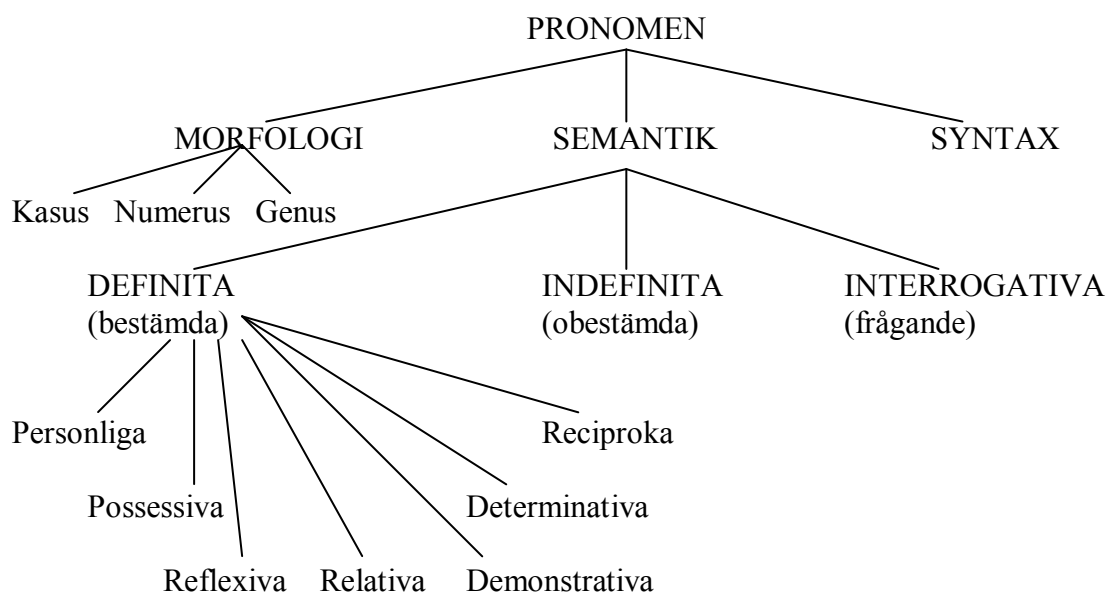 PRONOMEN
MORFOLOGI SEMANTIK SYNTAX
Kasus Numerus Genus
DEFINITA INDEFINITA INTERROGATIVA
(bestämda) (obestämda) (frågande)
Personliga Reciproka
Possessiva Determinativa
Reflexiva Relativa Demonstrativa